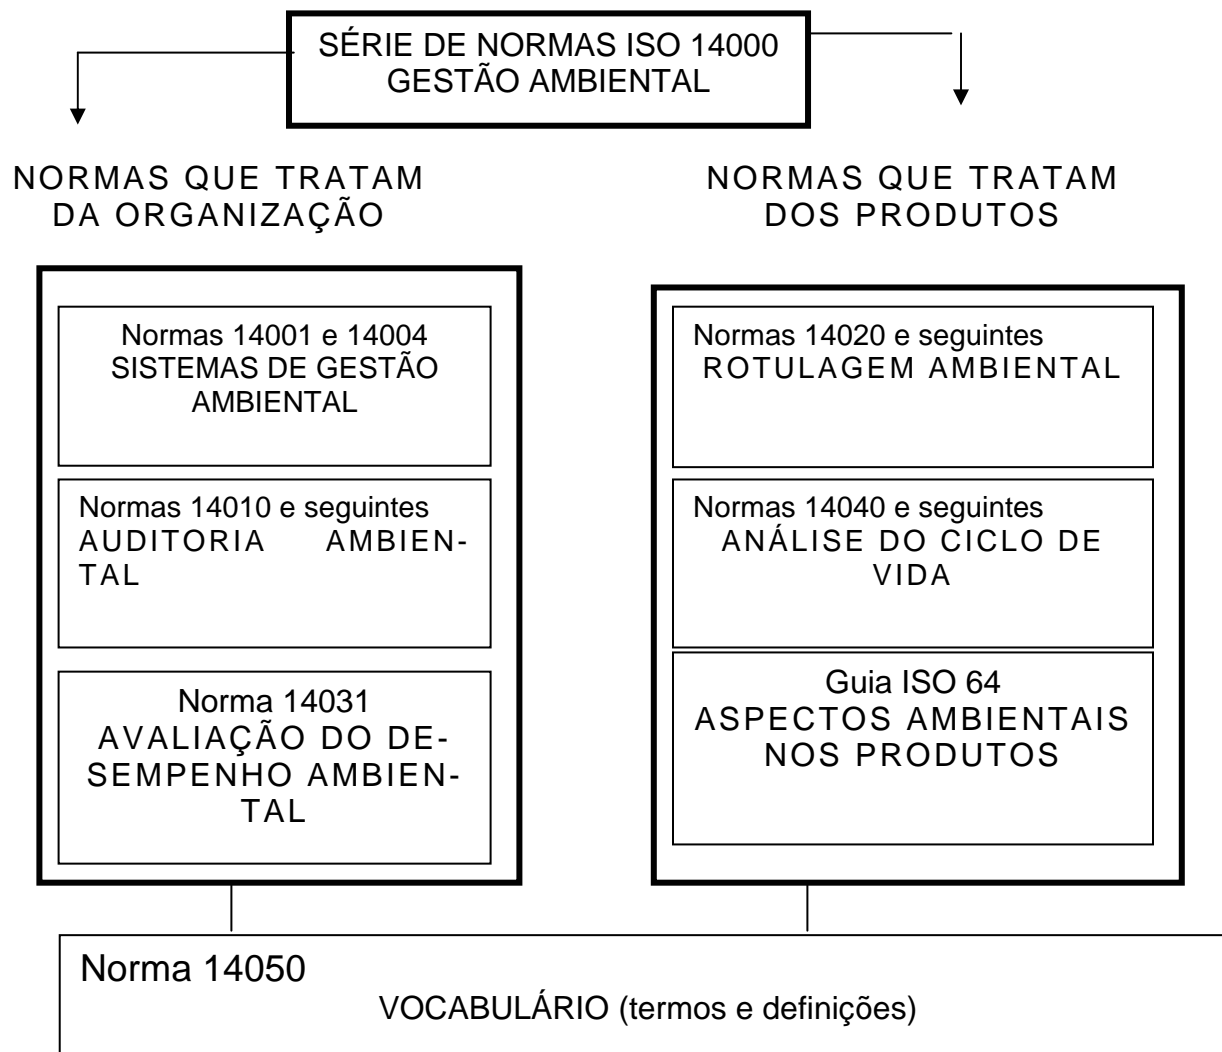 SÉRIE DE NORMAS ISO 14000
GESTÃO AMBIENTAL
NORMAS QUE TRATAM
DA ORGANIZAÇÃO
Normas 14001 e 14004
SISTEMAS DE GESTÃO
AMBIENTAL
Normas 14010 e seguintes
AUDITORIA AMBIEN-
TAL
Norma 14031
AVALIAÇÃO DO DE-
SEMPENHO AMBIEN-
TAL
NORMAS QUE TRATAM
DOS PRODUTOS
Normas 14020 e seguintes
ROTULAGEM AMBIENTAL
Normas 14040 e seguintes
ANÁLISE DO CICLO DE
VIDA
Guia ISO 64
ASPECTOS AMBIENTAIS
NOS PRODUTOS
Norma 14050
VOCABULÁRIO (termos e definições)